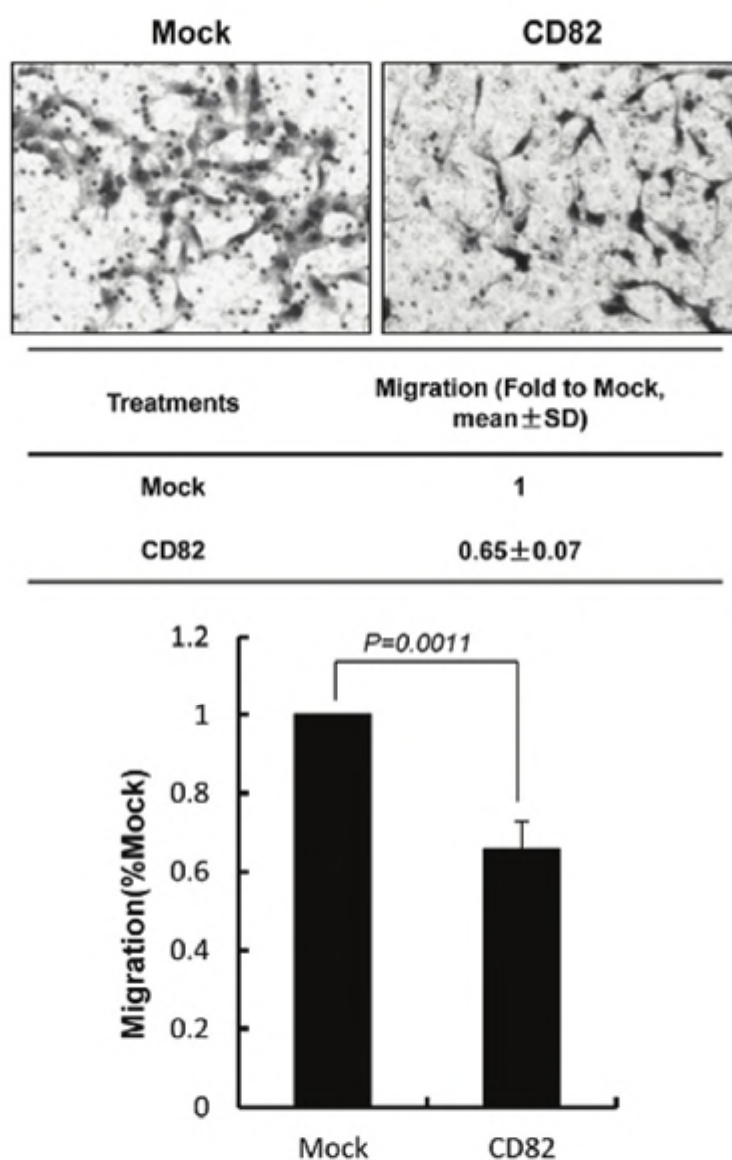 Mock CD82
Treatments Migration (Fold to Mock,
mean±SD)
Mock 1
CD82 0.65±0.07
P=0.0011
1.2
1
0.8
0.6
0.4
0.2
0
Migration(%Mock)
Mock CD82